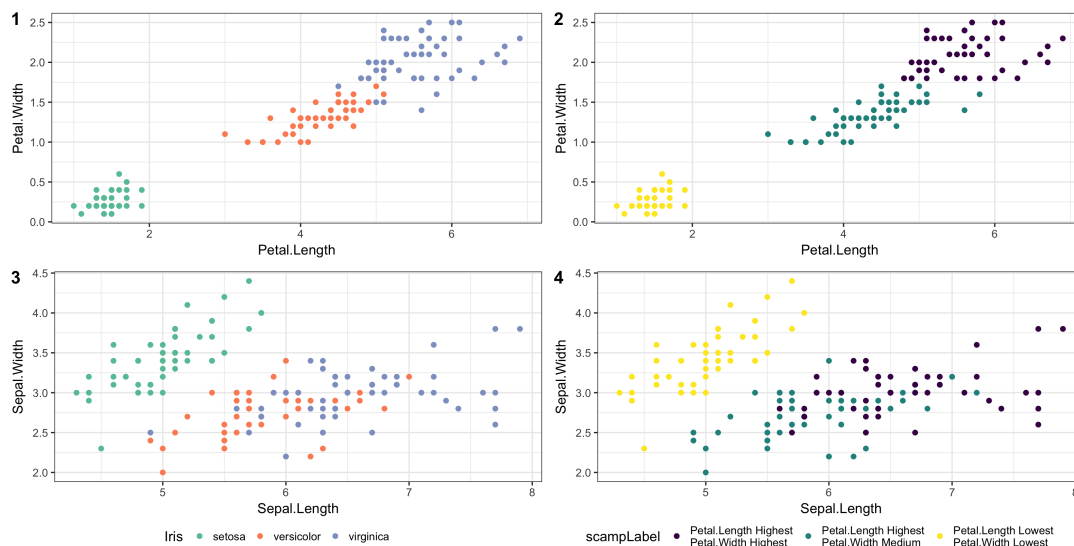 1
Petal.Width
2.5
2.0
1.5
1.0
0.5
0.0
2
4
6
Petal.Length
2
Petal.Width
2.5
2.0
1.5
1.0
0.5
0.0
2
4
6
Petal.Length
3
Sepal.Width
4.5
4.0
3.5
3.0
2.5
2.0
5
6
7
8
Sepal.Length
4
Sepal.Width
4.5
4.0
3.5
3.0
2.5
2.0
5
6
7
8
Sepal.Length
Iris setosa versicolor virginica
scampLabel
Petal.Length Highest
Petal.Width Highest
Petal.Length Highest
Petal.Width Medium
Petal.Length Lowest
Petal.Width Lowest